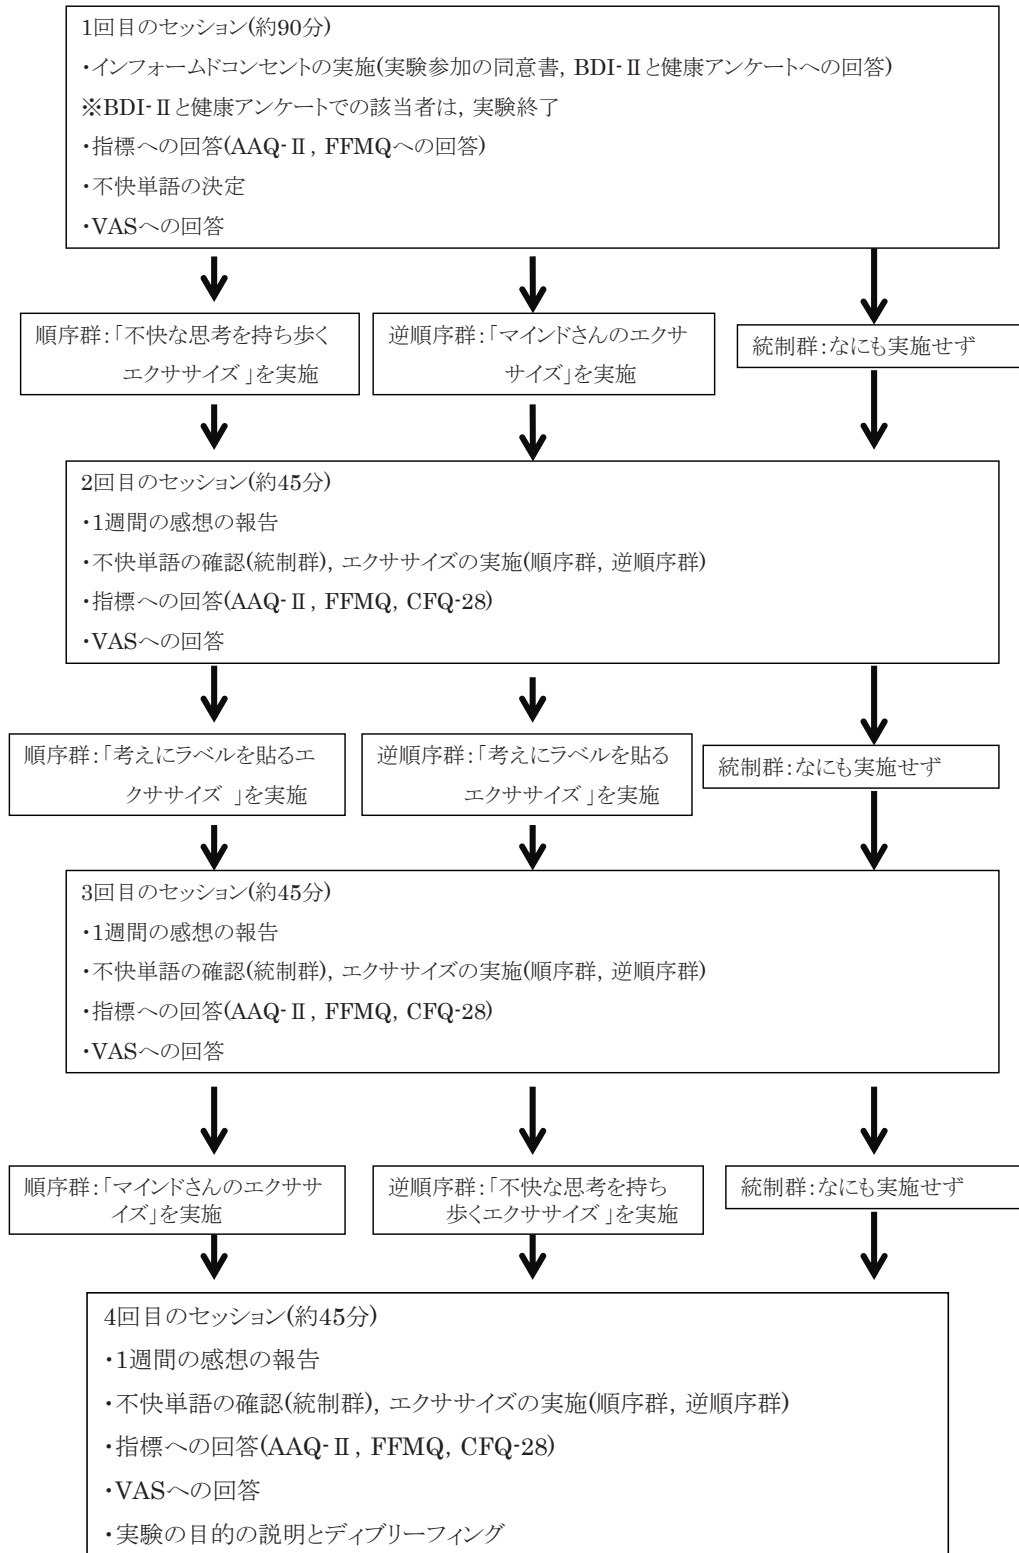 1回目のセッション(約90分)
・インフォームドコンセントの実施(実験参加の同意書, BDI-Ⅱと健康アンケートへの回答)
※BDI-Ⅱと健康アンケートでの該当者は, 実験終了
・指標への回答(AAQ-Ⅱ, FFMQへの回答)
・不快単語の決定
・VASへの回答
順序群:「不快な思考を持ち歩く
エクササイズ」を実施
逆順序群:「マインドさんのエクサ
サイズ」を実施
統制群:なにも実施せず
2回目のセッション(約45分)
・1週間の感想の報告
・不快単語の確認(統制群), エクササイズの実施(順序群, 逆順序群)
・指標への回答(AAQ-Ⅱ, FFMQ, CFQ-28)
・VASへの回答
順序群:「考えにラベルを貼るエ
クササイズ 」を実施
逆順序群:「考えにラベルを貼る
エクササイズ」を実施
統制群:なにも実施せず
3回目のセッション(約45分)
・1週間の感想の報告
・不快単語の確認(統制群), エクササイズの実施(順序群, 逆順序群)
・指標への回答(AAQ-Ⅱ, FFMQ, CFQ-28)
・VASへの回答
順序群:「マインドさんのエクササ
イズ」を実施
逆順序群:「不快な思考を持ち
歩くエクササイズ」を実施
統制群:なにも実施せず
4回目のセッション(約45分)
・1週間の感想の報告
・不快単語の確認(統制群), エクササイズの実施(順序群, 逆順序群)
・指標への回答(AAQ-Ⅱ, FFMQ, CFQ-28)
・VASへの回答
・実験の目的の説明とディブリーフィング